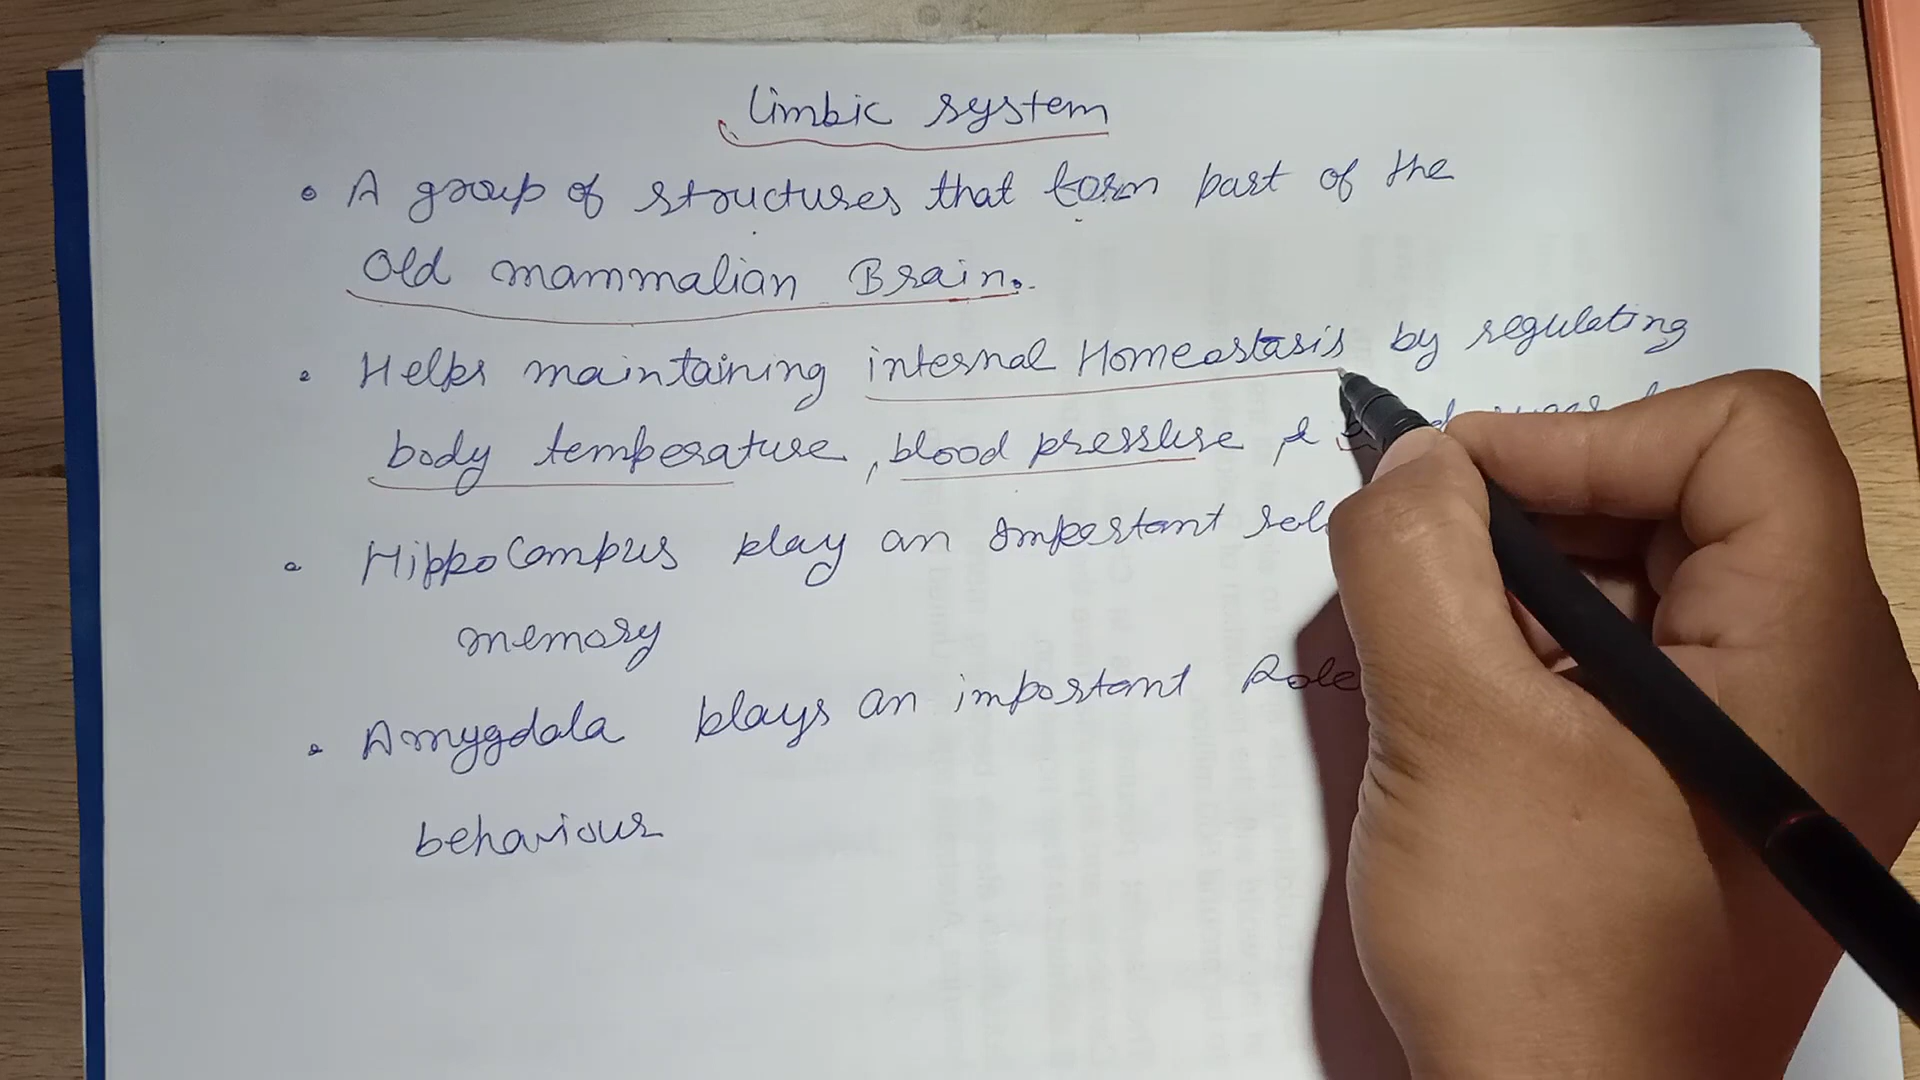 Limbic system
• A group of structures that form part of the
Old mammalian Brain.
• Helps maintaining internal Homeostasis by regulating
body temperature, blood pressure &
• Hippocampus play an Important
memory
• Amygdala plays an important Role
behaviour